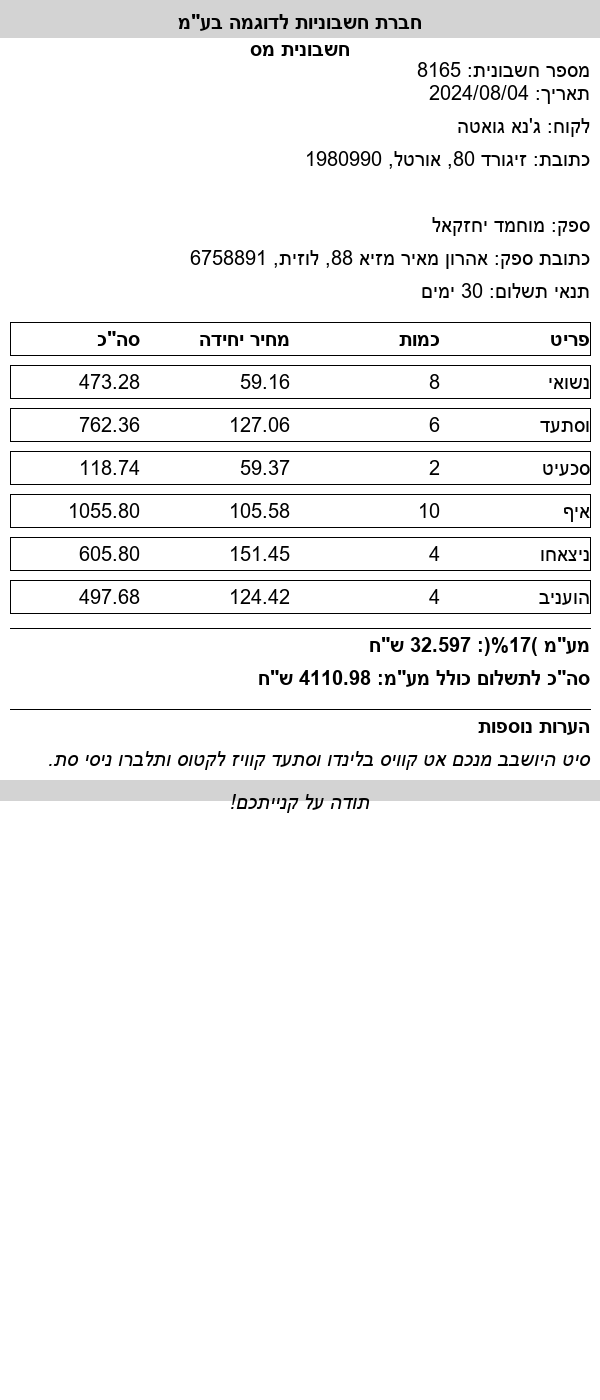 חברת חשבוניות לדוגמה בע"מ
חשבונית מס
מספר חשבונית: 8165
תאריך: 2024/08/04
לקוח: ג'נא גואטה
כתובת: זיגורד 80, אורטל, 1980990
ספק: מוחמד יחזקאל
כתובת ספק: אהרון מאיר מזיא 88, לוזית, 6758891
תנאי תשלום: 30 ימים
פריט כמות מחיר יחידה סה"כ
נשואי 8 59.16 473.28
וסתעד 6 127.06 762.36
סכעיט 2 59.37 118.74
איף 10 105.58 1055.80
ניצאחו 4 151.45 605.80
הועניב 4 124.42 497.68
מע"מ )17%(: 32.597 ש"ח
סה"כ לתשלום כולל מע"מ: 4110.98 ש"ח
הערות נוספות
סיט היושבב מנכם אט קוויס בלינדו וסתעד קוויז לקטוס ותלברו ניסי סת.
תודה על קנייתכם!